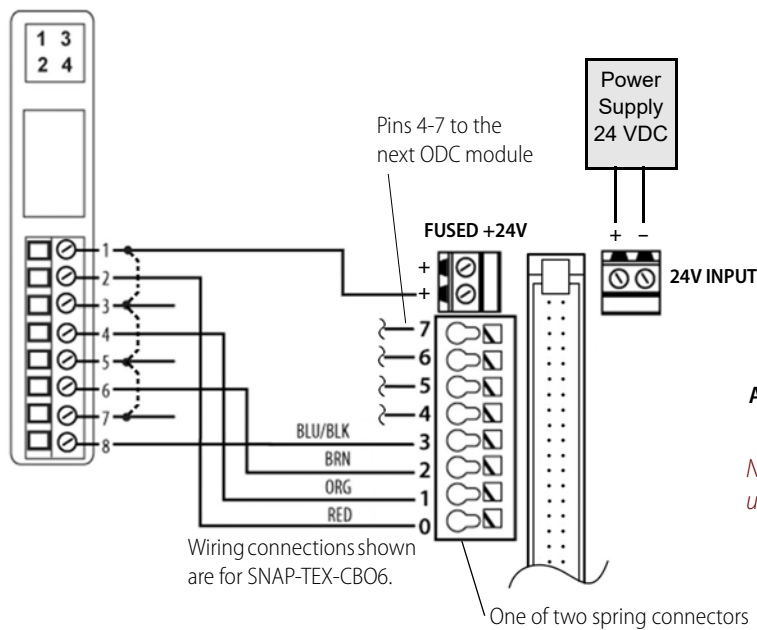 1 3
2 4
Power
Supply
24 VDC
Pins 4-7 to the
next ODC module
FUSED +24V
+ –
24V INPUT
+
+
1
2
3
4
5
6
7
8
7
6
5
4
3
2
1
0
BLU/BLK
BRN
ORG
RED
A
N
u
Wiring connections shown
are for SNAP-TEX-CBO6.
One of two spring connectors